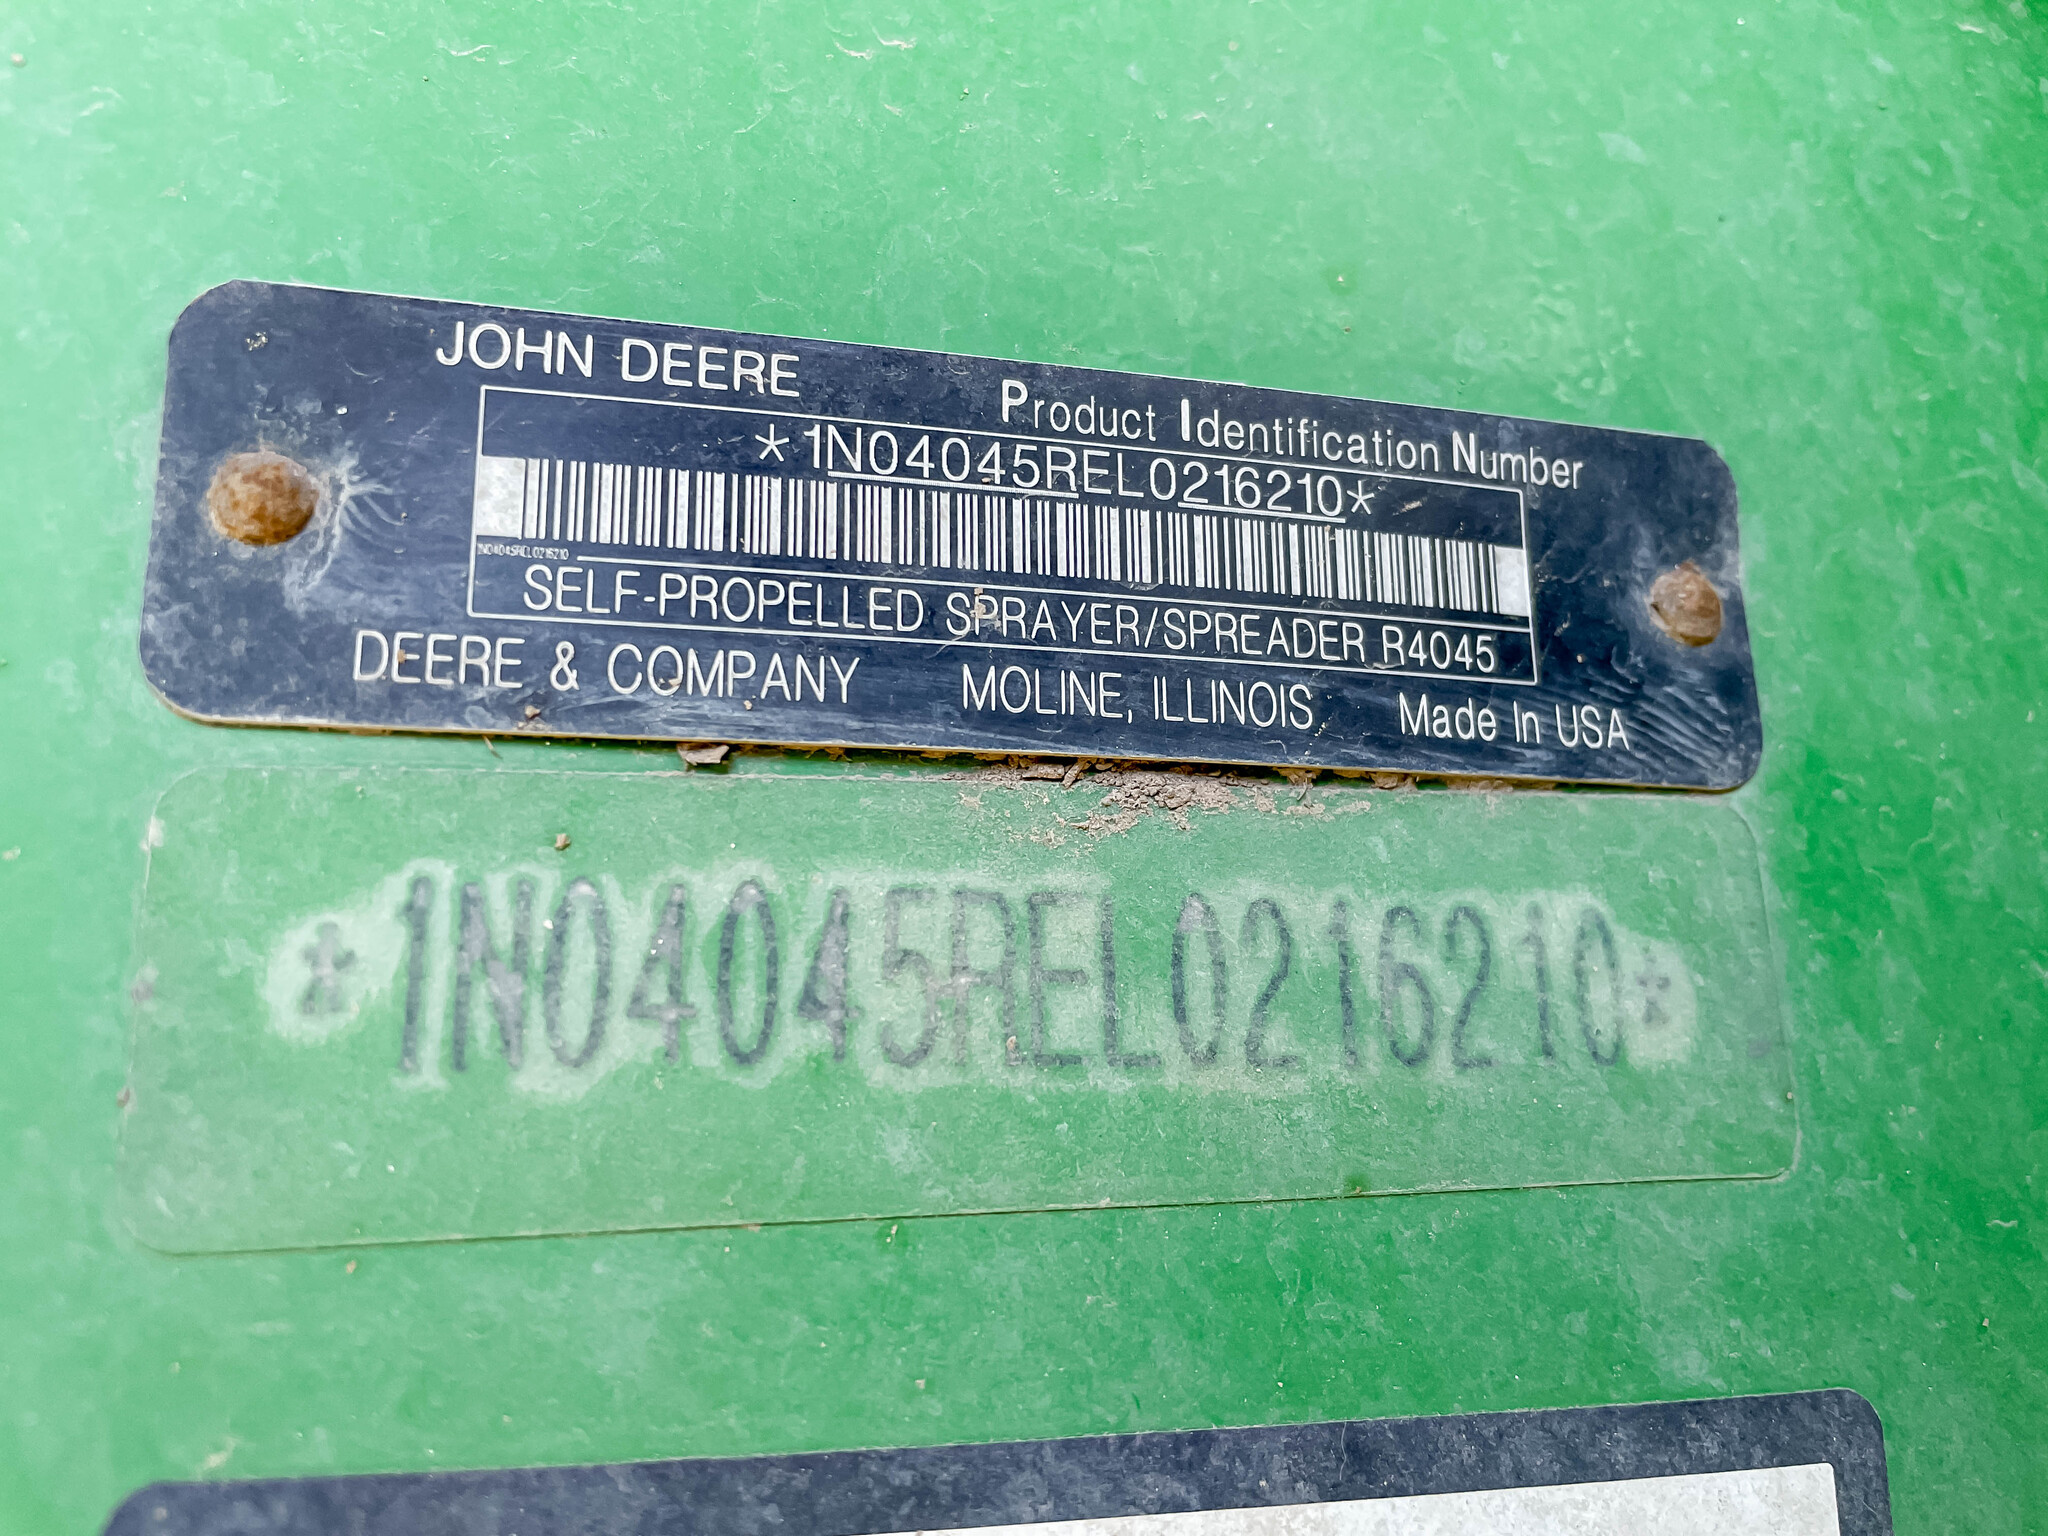 JOHN DEERE
Product Identification Number
*1N04045REL0216210*
1N04045REL0216210
SELF-PROPELLED SPRAYER/SPREADER R4045
DEERE & COMPANY MOLINE, ILLINOIS Made In USA
*1N04045REL0216210*